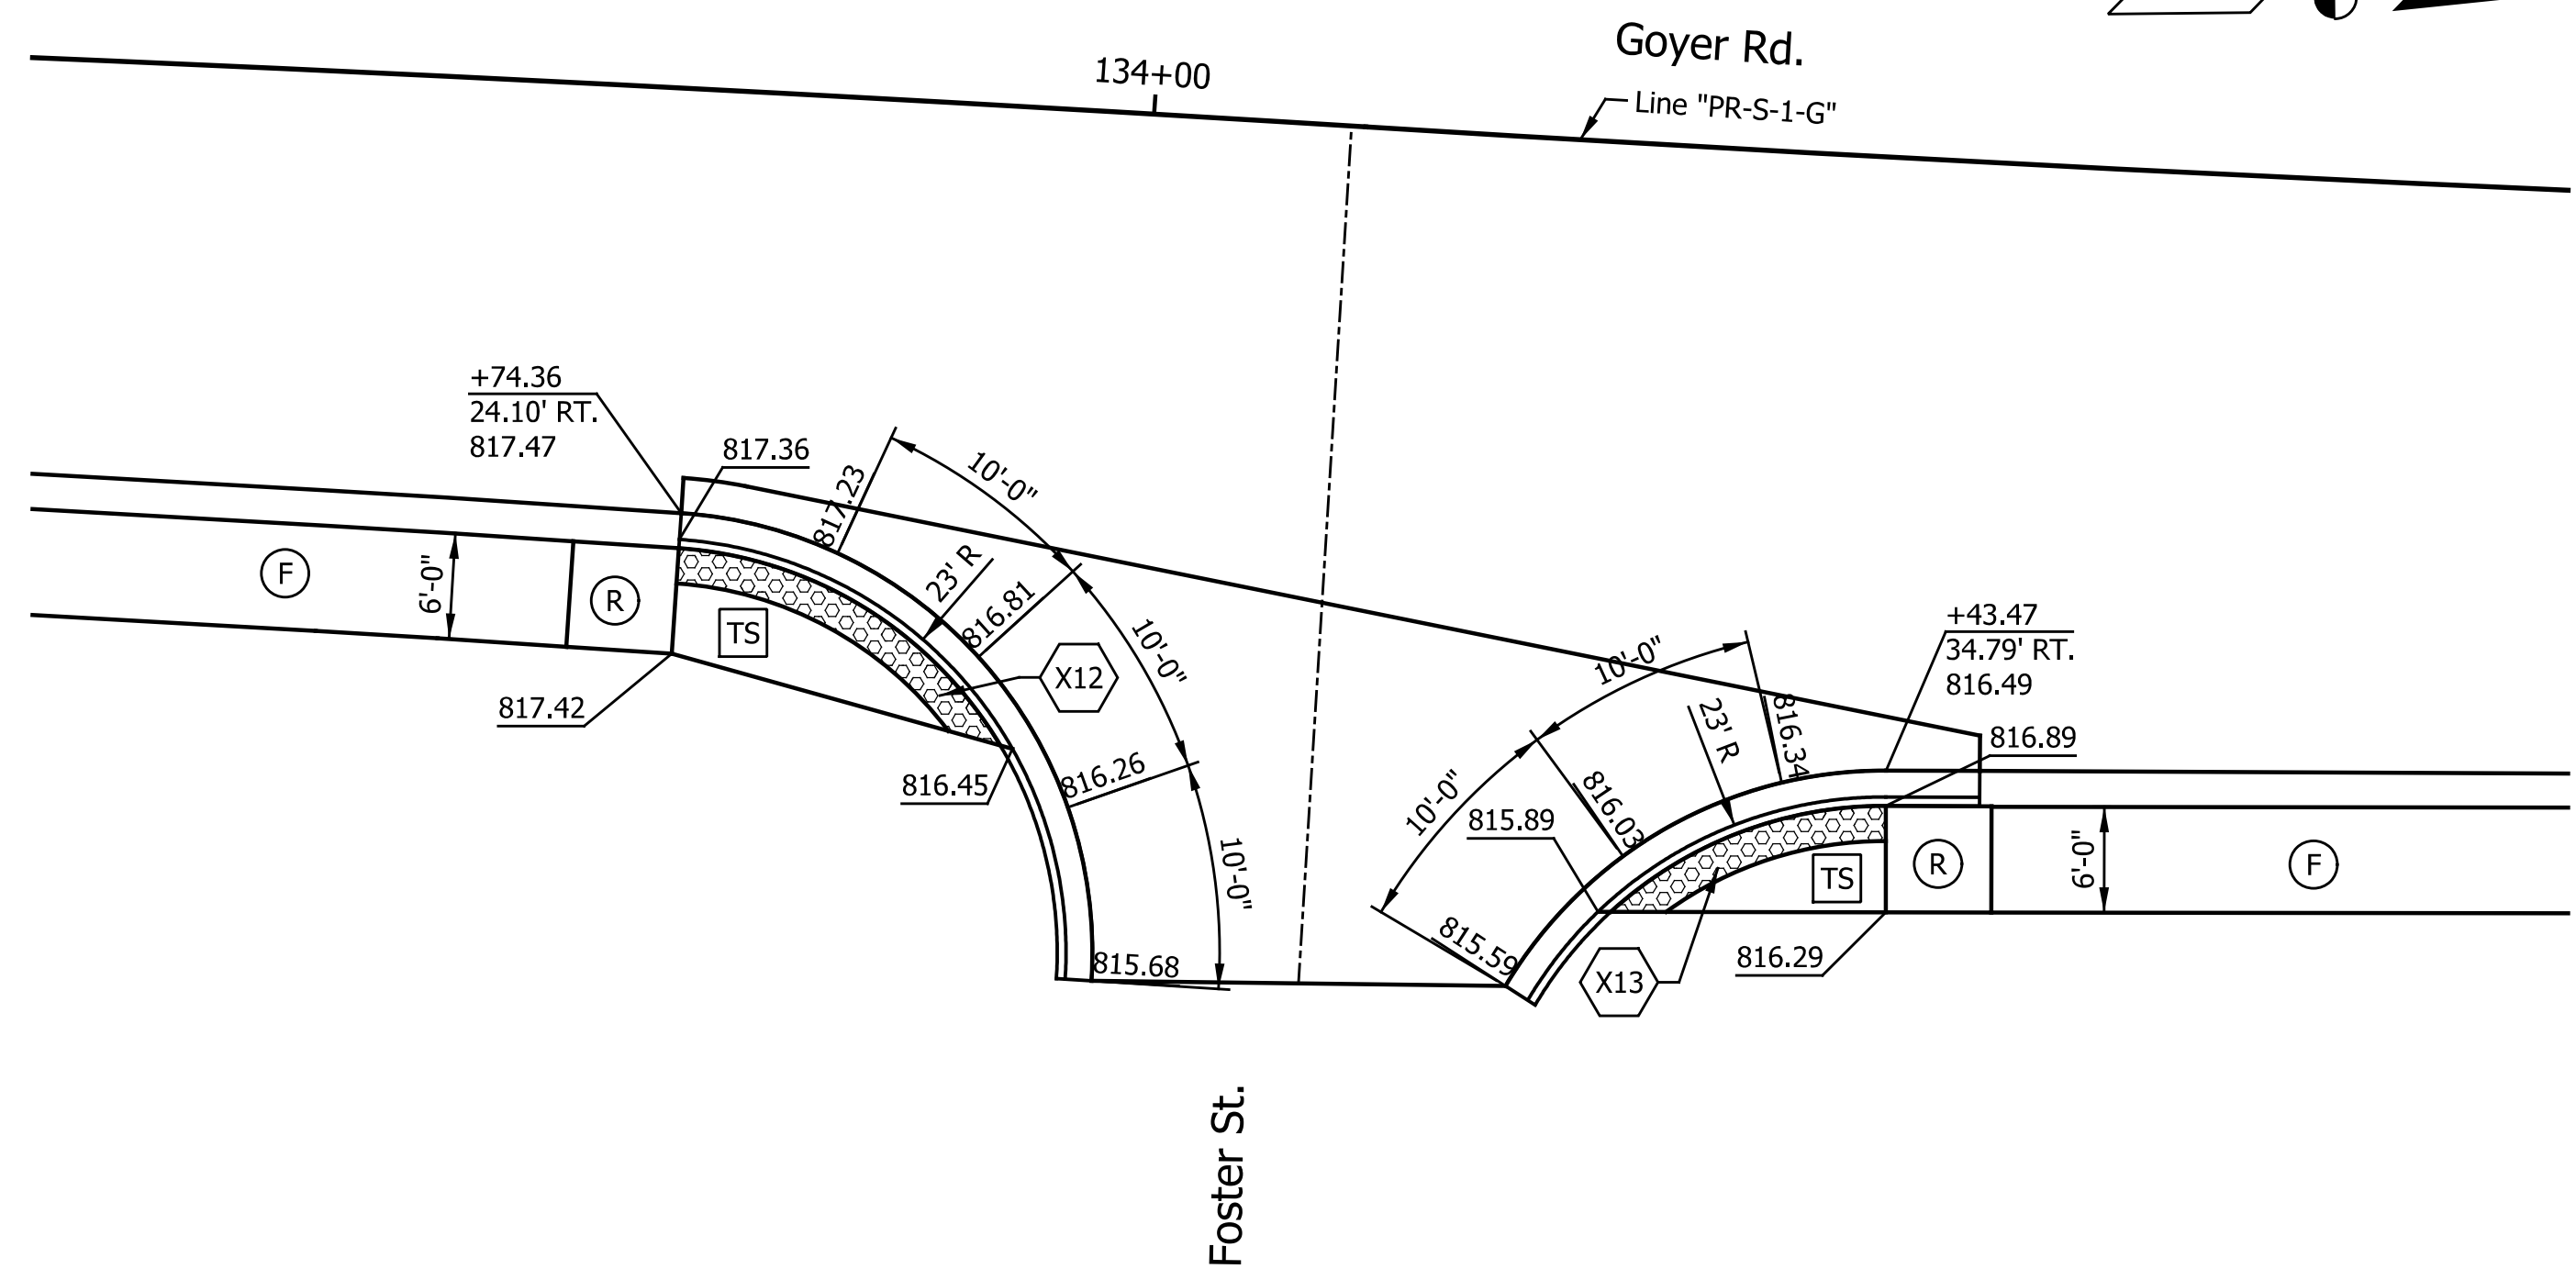 Goyer Rd.
134+00
Line "PR-S-1-G"
+74.36
24.10' RT.
817.47
817.36
817.23
10'-0"
23' R
816.81
10'-0"
F
6'-0"
R
TS
X12
817.42
816.45
816.26
10'-0"
815.68
+43.47
34.79' RT.
816.49
816.89
10'-0"
816.34
23' R
10'-0"
816.03
815.89
815.59
TS
R
6'-0"
F
X13
816.29
Foster St.